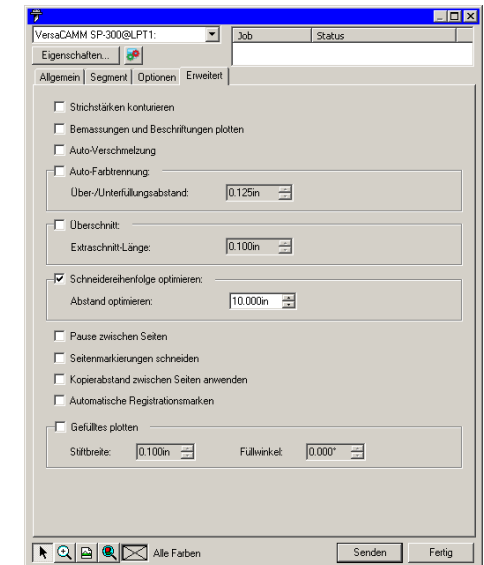 VersaCAMM SP-300@LPT1:
Job Status
Eigenschaften...
Allgemein Segment Optionen Erweitert
Strichstärken konturieren
Bemassungen und Beschriftungen plotten
Auto-Verschmelzung
Auto-Farbtrennung:
Über-/Unterfüllungsabstand: 0.125in
Überschnitt:
Extraschnitt-Länge: 0.100in
Schneidereihenfolge optimieren:
Abstand optimieren: 10.000in
Pause zwischen Seiten
Seitenmarkierungen schneiden
Kopierabstand zwischen Seiten anwenden
Automatische Registrationsmarken
Gefülltes plotten
Stiftbreite: 0.100in Füllwinkel: 0.000°
Alle Farben Senden Fertig